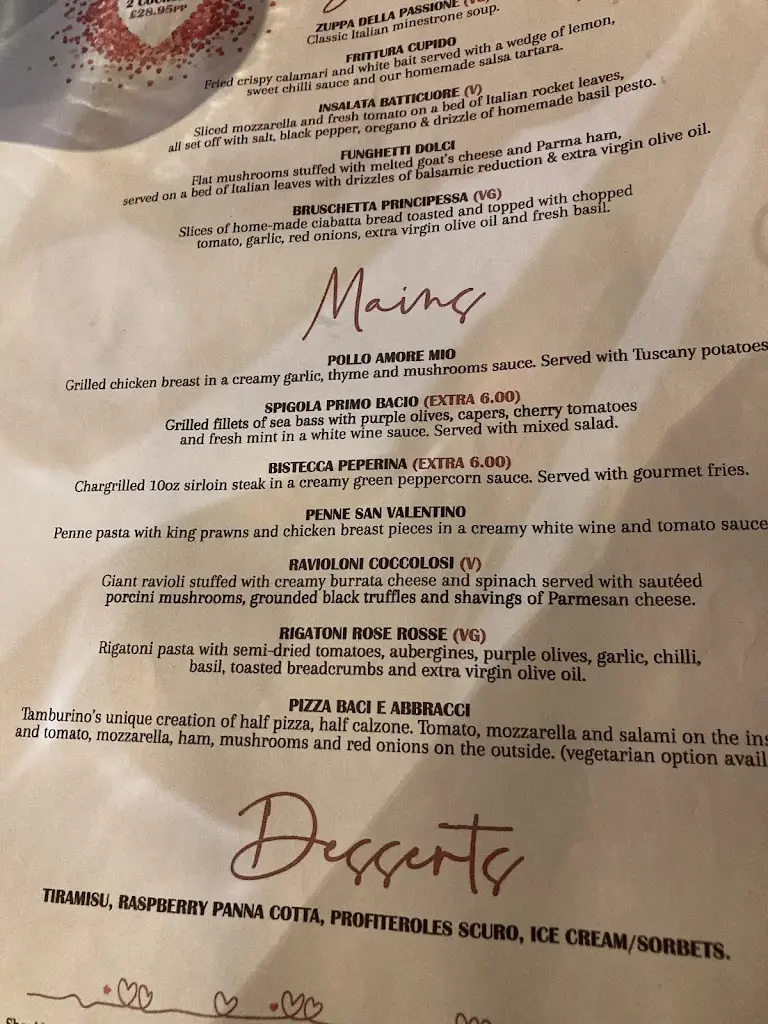 2 COURSES
£28.95PP
ZUPPA DELLA PASSIONE (VG)
Classic Italian minestrone soup.
FRITTURA CUPIDO
Fried crispy calamari and white bait served with a wedge of lemon,
sweet chilli sauce and our homemade salsa tartara.
INSALATA BATTICUORE (V)
Sliced mozzarella and fresh tomato on a bed of Italian rocket leaves,
all set off with salt, black pepper, oregano & drizzle of homemade basil pesto.
FUNGHETTI DOLCI
Flat mushrooms stuffed with melted goat's cheese and Parma ham,
served on a bed of Italian leaves with drizzles of balsamic reduction & extra virgin olive oil.
BRUSCHETTA PRINCIPESSA (VG)
Slices of home-made ciabatta bread toasted and topped with chopped
tomato, garlic, red onions, extra virgin olive oil and fresh basil.
Mains
POLLO AMORE MIO
Grilled chicken breast in a creamy garlic, thyme and mushrooms sauce. Served with Tuscany potatoes
SPIGOLA PRIMO BACIO (EXTRA 6.00)
Grilled fillets of sea bass with purple olives, capers, cherry tomatoes
and fresh mint in a white wine sauce. Served with mixed salad.
BISTECCA PEPERINA (EXTRA 6.00)
Chargrilled 10oz sirloin steak in a creamy green peppercorn sauce. Served with gourmet fries.
PENNE SAN VALENTINO
Penne pasta with king prawns and chicken breast pieces in a creamy white wine and tomato sauce
RAVIOLONI COCCOLOSI (V)
Giant ravioli stuffed with creamy burrata cheese and spinach served with sautéed
porcini mushrooms, grounded black truffles and shavings of Parmesan cheese.
RIGATONI ROSE ROSSE (VG)
Rigatoni pasta with semi-dried tomatoes, aubergines, purple olives, garlic, chilli,
basil, toasted breadcrumbs and extra virgin olive oil.
PIZZA BACI E ABBRACCI
Tamburino's unique creation of half pizza, half calzone. Tomato, mozzarella and salami on the ins
and tomato, mozzarella, ham, mushrooms and red onions on the outside. (vegetarian option avail
Desserts
TIRAMISU, RASPBERRY PANNA COTTA, PROFITEROLES SCURO, ICE CREAM/SORBETS.